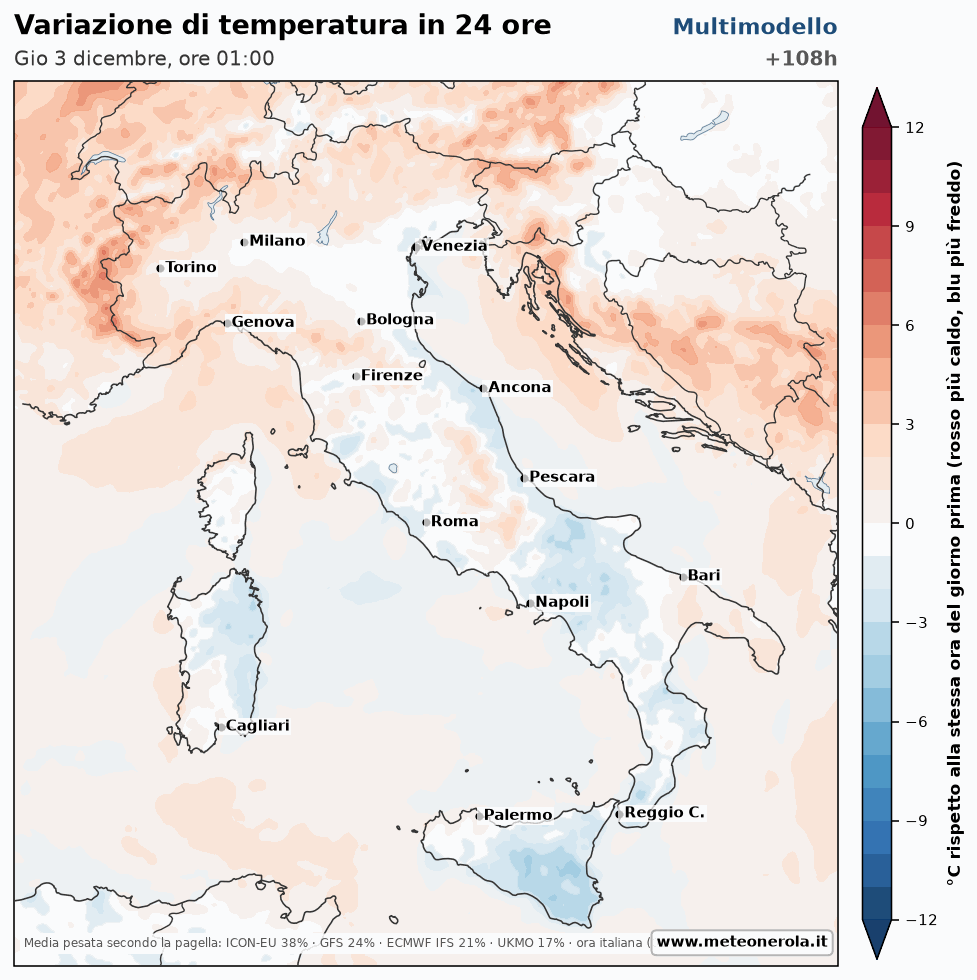 Variazione di temperatura in 24 ore
Multimodello
Gio 3 dicembre, ore 01:00
+108h
Milano
Venezia
Torino
Genova
Bologna
Firenze
Ancona
Pescara
Roma
Bari
Napoli
Cagliari
Palermo
Reggio C.
12
9
6
3
0
−3
−6
−9
−12
°C rispetto alla stessa ora del giorno prima (rosso più caldo, blu più freddo)
Media pesata secondo la pagella: ICON-EU 38% · GFS 24% · ECMWF IFS 21% · UKMO 17% · ora italiana (
www.meteonerola.it